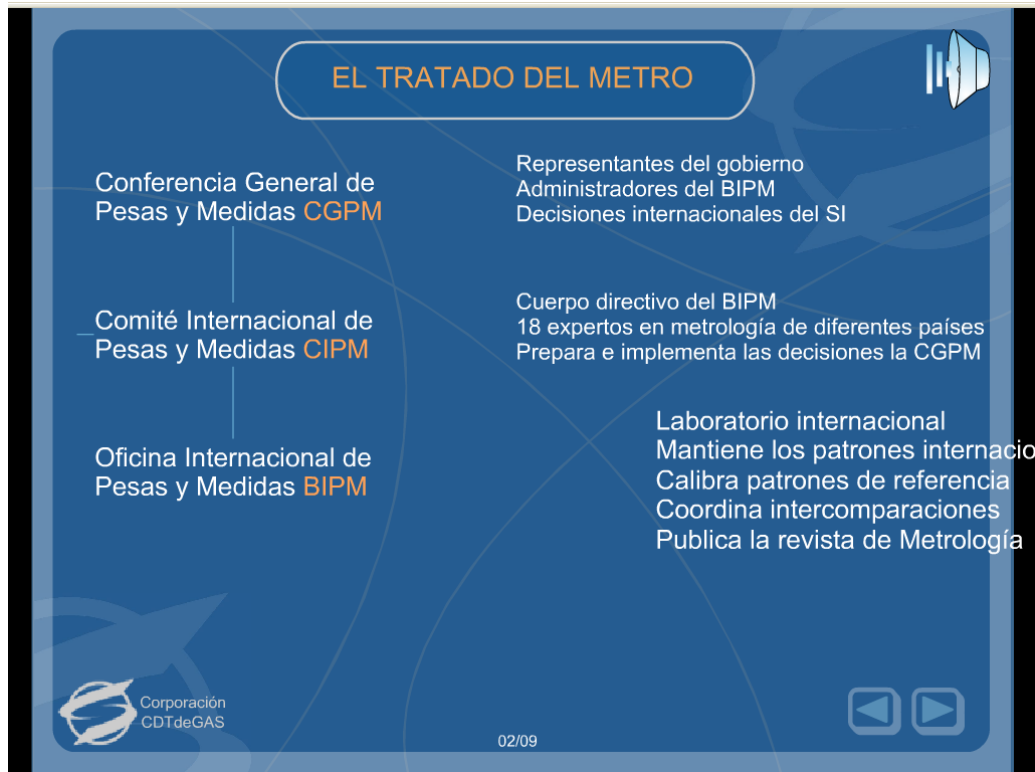 EL TRATADO DEL METRO
Conferencia General de
Pesas y Medidas CGPM
Representantes del gobierno
Administradores del BIPM
Decisiones internacionales del SI
Comité Internacional de
Pesas y Medidas CIPM
Cuerpo directivo del BIPM
18 expertos en metrología de diferentes países
Prepara e implementa las decisiones la CGPM
Oficina Internacional de
Pesas y Medidas BIPM
Laboratorio internacional
Mantiene los patrones internacio
Calibra patrones de referencia
Coordina intercomparaciones
Publica la revista de Metrología
Corporación
CDTdeGAS
02/09